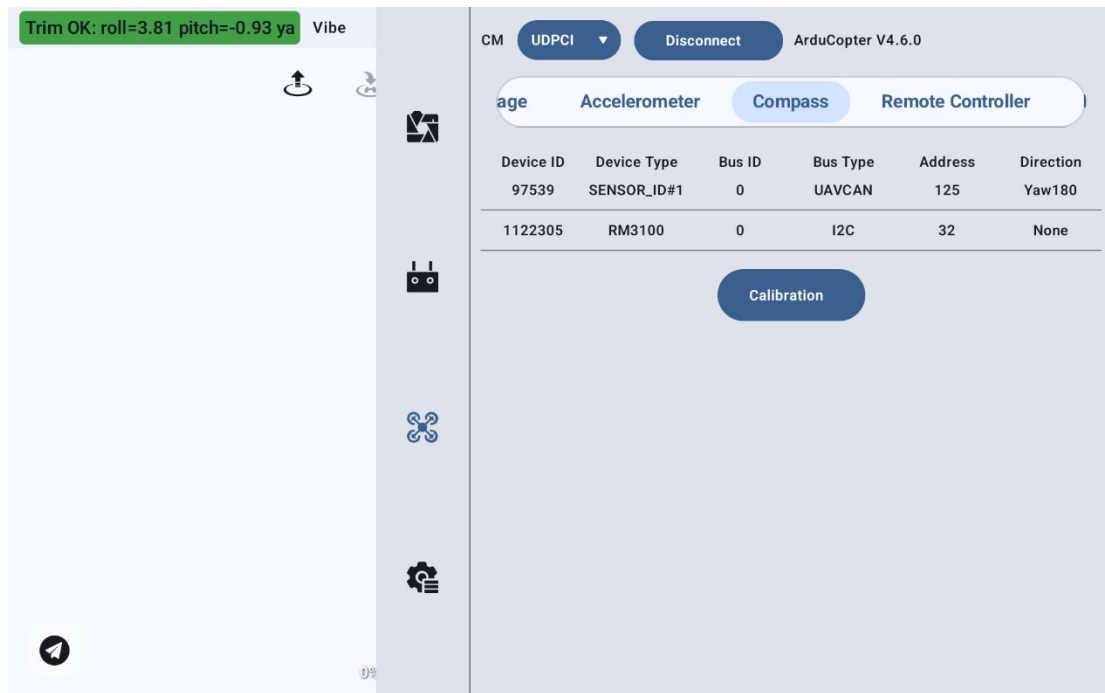 Trim OK: roll=3.81 pitch=-0.93 ya Vibe
CM UDPCI Disconnect ArduCopter V4.6.0
age Accelerometer Compass Remote Controller
Device ID Device Type Bus ID Bus Type Address Direction
97539 SENSOR_ID#1 0 UAVCAN 125 Yaw180
1122305 RM3100 0 I2C 32 None
Calibration
0%